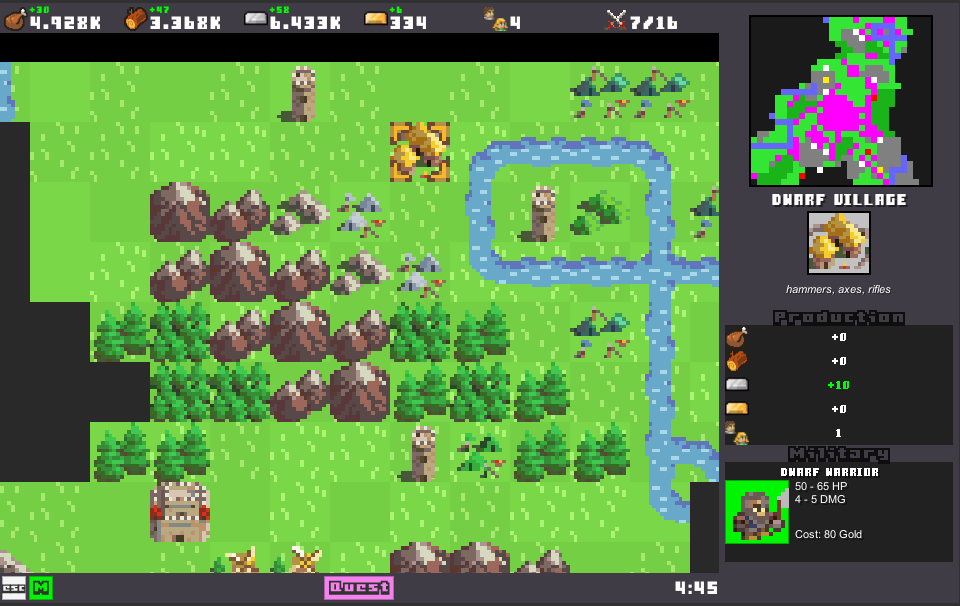 +30 +47 +58 +6
4.928K 3.368K 6.433K 334 4 7/16
DWARF VILLAGE
hammers, axes, rifles
Production
+0
+0
+10
+0
1
Military
DWARF WARRIOR
50 - 65 HP
4 - 5 DMG
Cost: 80 Gold
esc M Quest 4:45